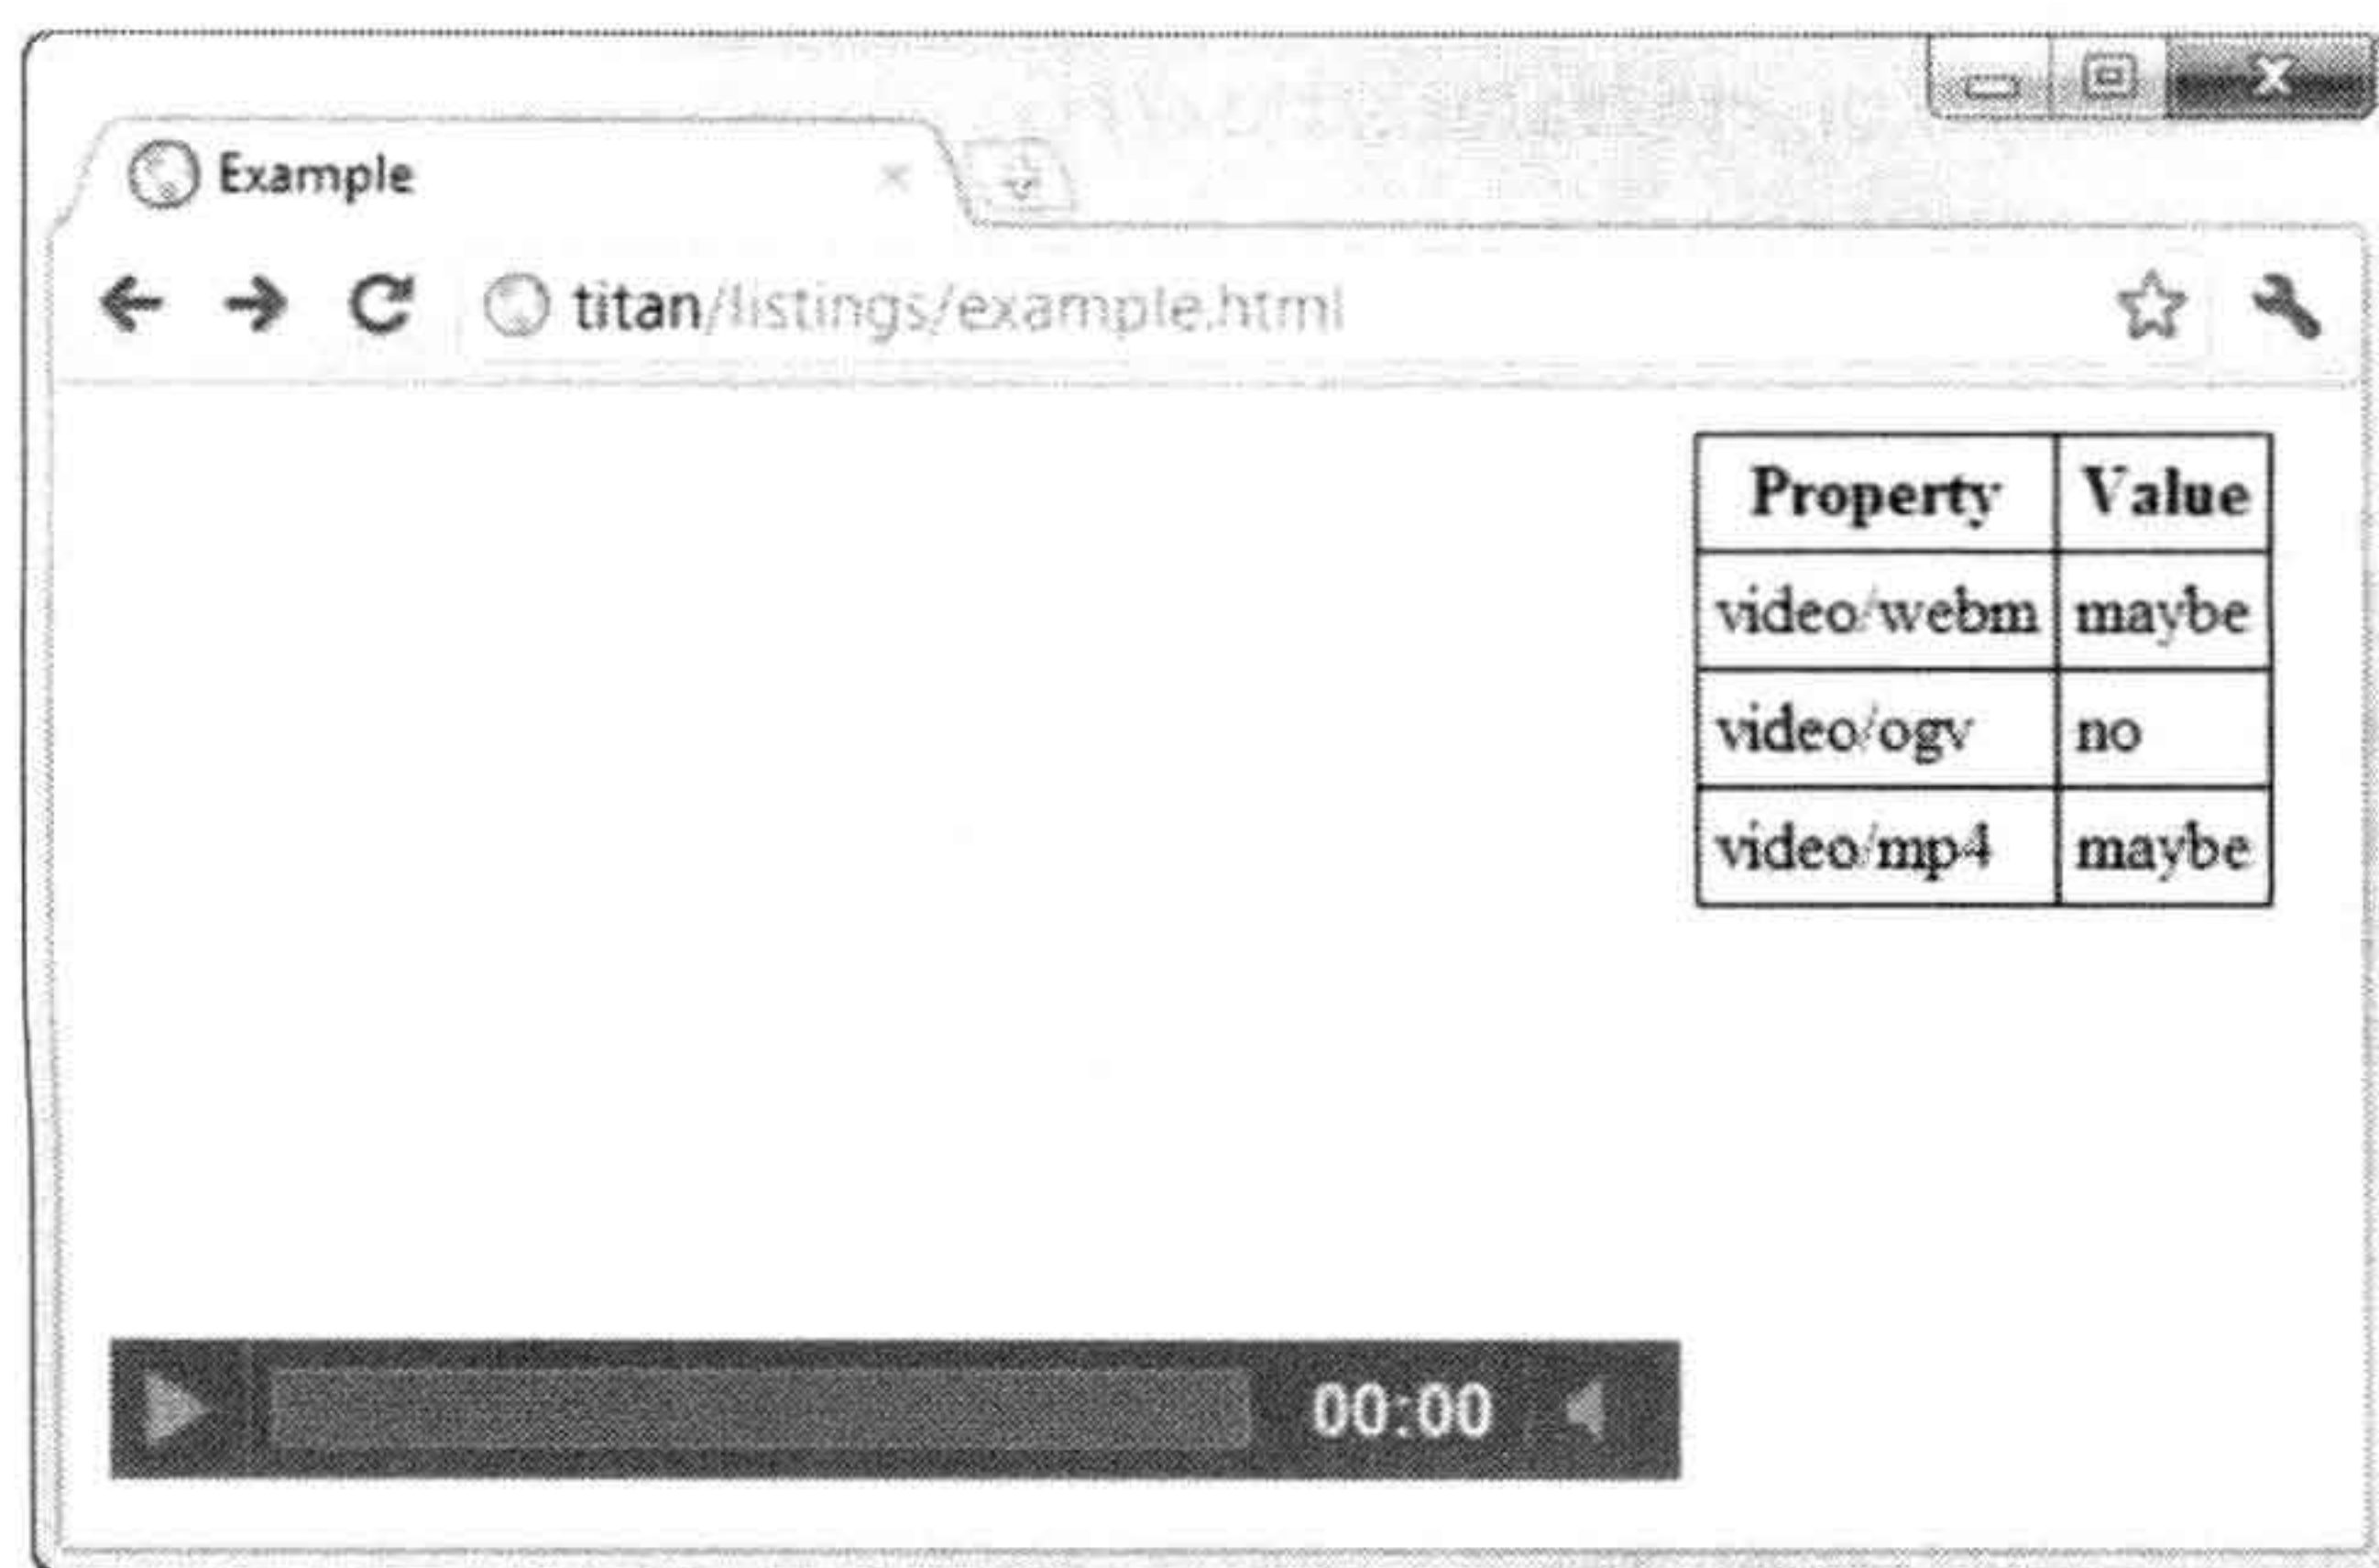 Example
titan/listings/example.html
Property Value
video/webm maybe
video/ogv no
video/mp4 maybe
00:00